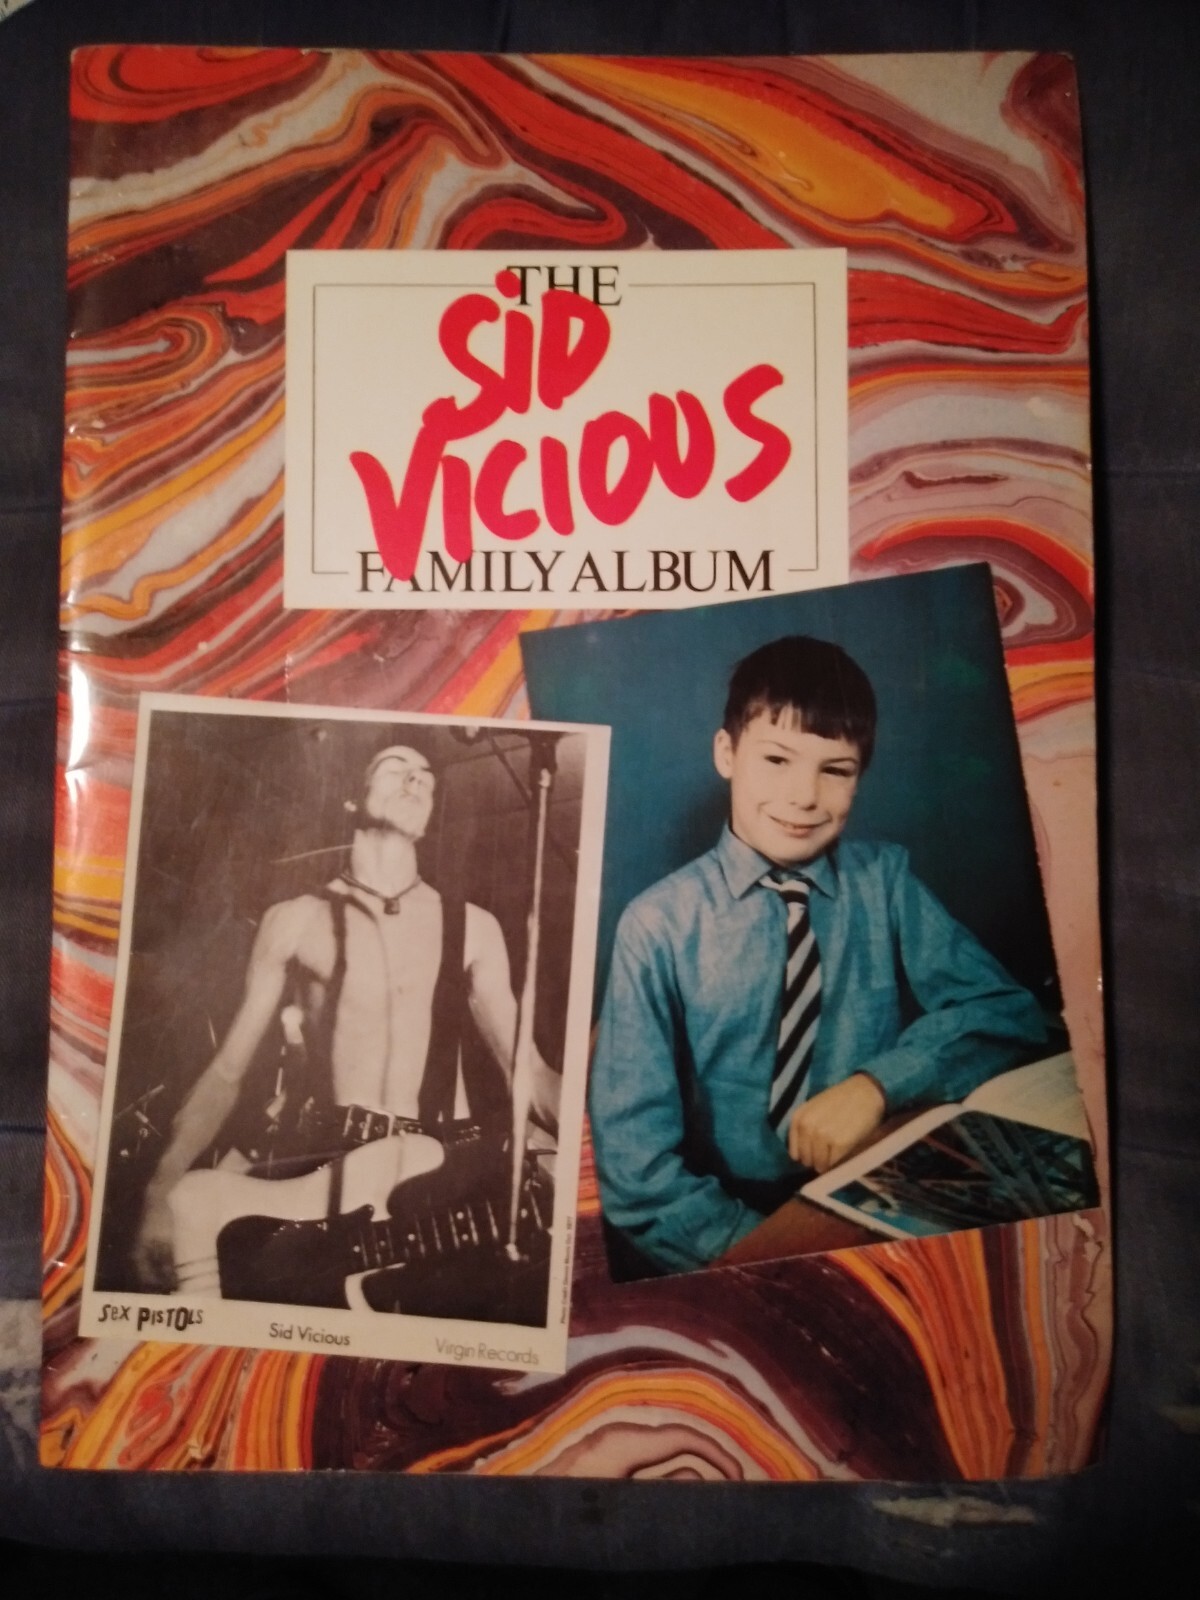 THE
SiD
VICIOUS
FAMILY ALBUM
SeX PisTOLs
Sid Vicious
Virgin Records